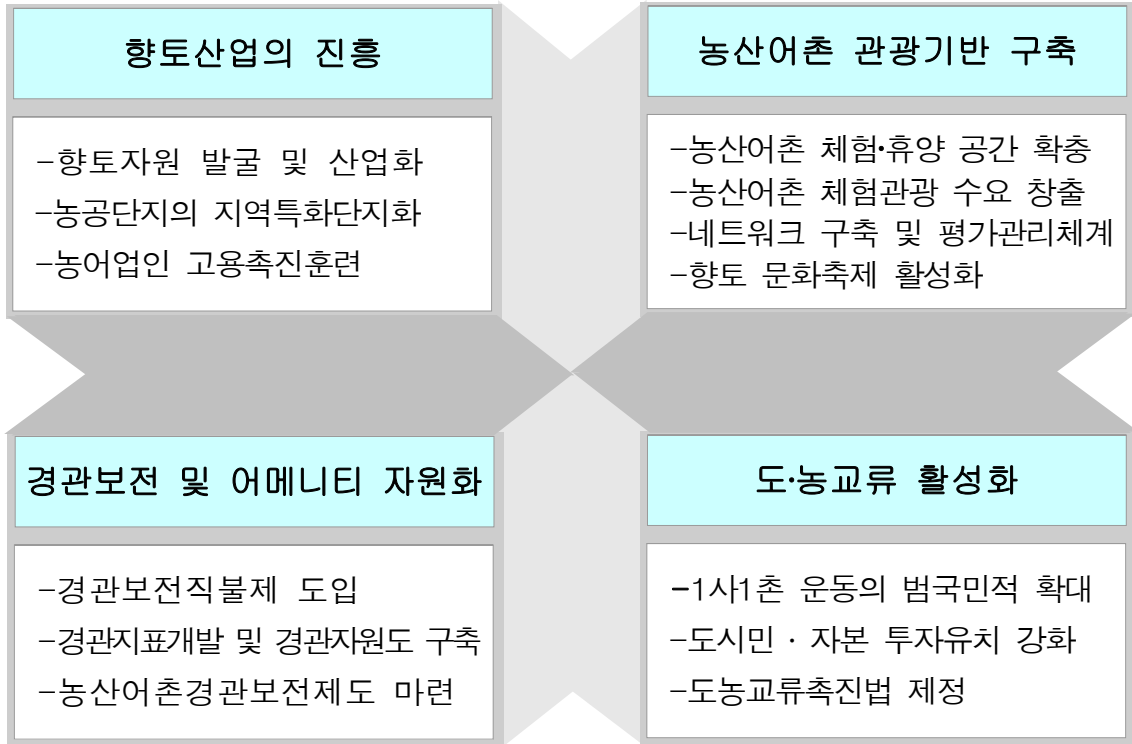 향토산업의 진흥
-향토자원 발굴 및 산업화
-농공단지의 지역특화단지화
-농어업인 고용촉진훈련
농산어촌 관광기반 구축
-농산어촌 체험·휴양 공간 확충
-농산어촌 체험관광 수요 창출
-네트워크 구축 및 평가관리체계
-향토 문화축제 활성화
경관보전 및 어메니티 자원화
-경관보전직불제 도입
-경관지표개발 및 경관자원도 구축
-농산어촌경관보전제도 마련
도·농교류 활성화
-1사1촌 운동의 범국민적 확대
-도시민 · 자본 투자유치 강화
-도농교류촉진법 제정